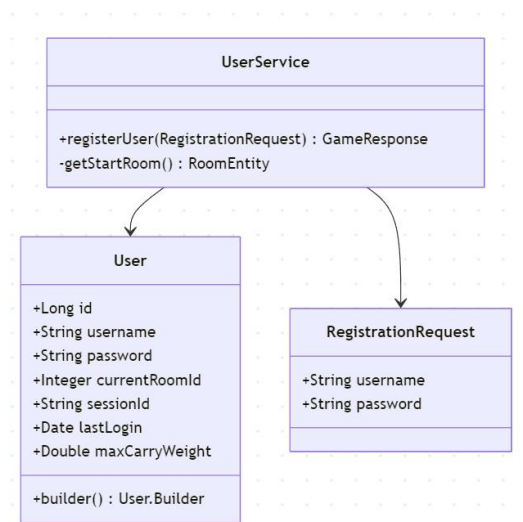 UserService
+registerUser(RegistrationRequest) : GameResponse
-getStartRoom() : RoomEntity
User
+Long id
+String username
+String password
+Integer currentRoomId
+String sessionId
+Date lastLogin
+Double maxCarryWeight
+builder() : User.Builder
RegistrationRequest
+String username
+String password